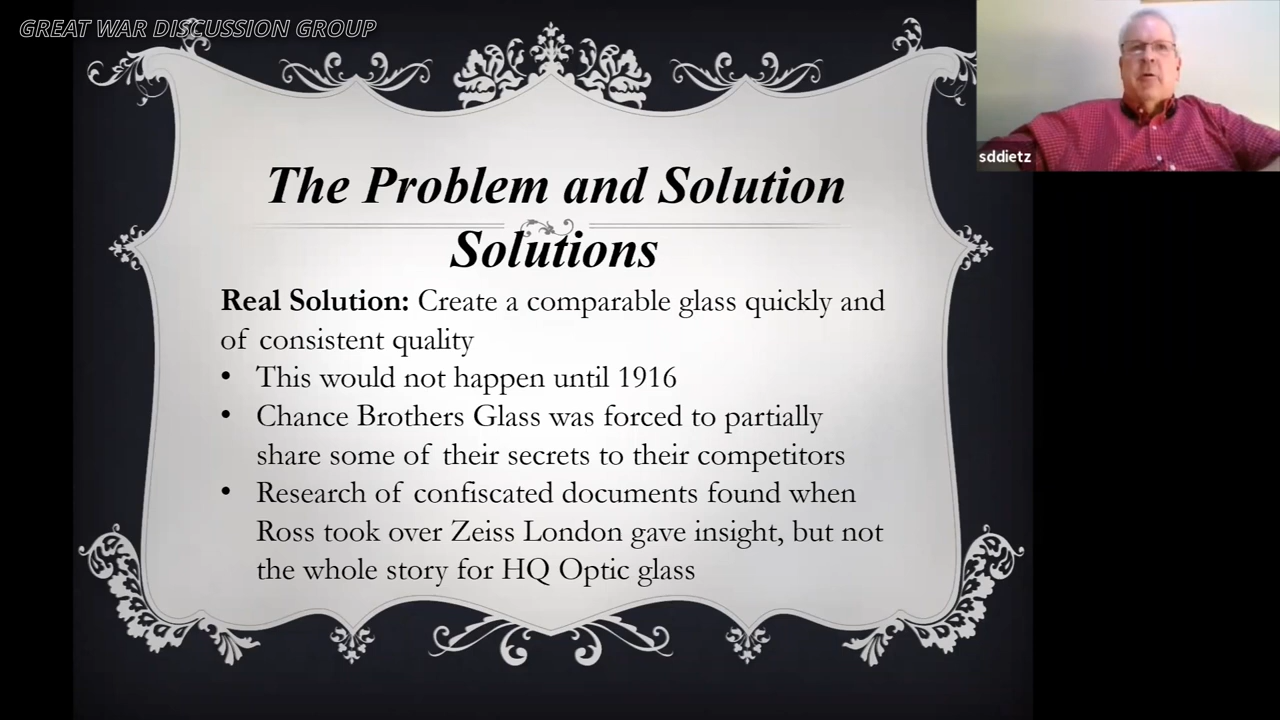 GREAT WAR DISCUSSION GROUP
sddietz
The Problem and Solution
Solutions
Real Solution: Create a comparable glass quickly and
of consistent quality
• This would not happen until 1916
• Chance Brothers Glass was forced to partially
share some of their secrets to their competitors
• Research of confiscated documents found when
Ross took over Zeiss London gave insight, but not
the whole story for HQ Optic glass